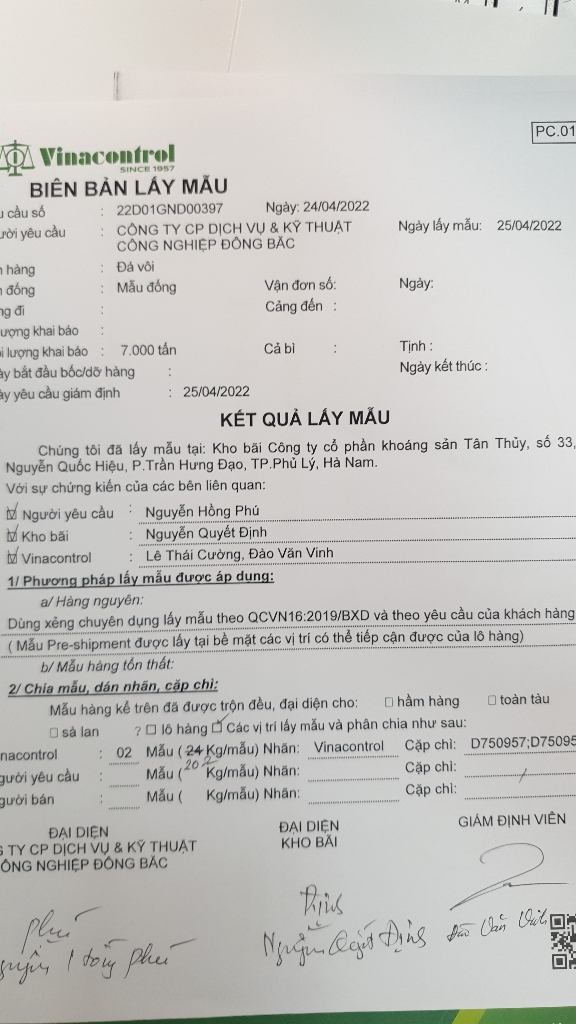 PC.01
Vinacontrol
SINCE 1957
BIÊN BẢN LẤY MẪU
u cầu số : 22D01GND00397 Ngày: 24/04/2022
ười yêu cầu : CÔNG TY CP DỊCH VỤ & KỸ THUẬT CÔNG NGHIỆP ĐÔNG BẮC Ngày lấy mẫu: 25/04/2022
n hàng : Đá vôi
n đồng : Mẫu đống Vận đơn số: Ngày:
ng đi : Cảng đến :
ượng khai báo :
i lượng khai báo : 7.000 tấn Cả bì : Tịnh :
ày bắt đầu bốc/dỡ hàng : Ngày kết thúc :
ày yêu cầu giám định : 25/04/2022
KẾT QUẢ LẤY MẪU
Chúng tôi đã lấy mẫu tại: Kho bãi Công ty cổ phần khoáng sản Tân Thủy, số 33,
Nguyễn Quốc Hiệu, P.Trần Hưng Đạo, TP.Phủ Lý, Hà Nam.
Với sự chứng kiến của các bên liên quan:
☑ Người yêu cầu : Nguyễn Hồng Phú
☑ Kho bãi : Nguyễn Quyết Định
☑ Vinacontrol : Lê Thái Cường, Đào Văn Vinh
1/ Phương pháp lấy mẫu được áp dụng:
a/ Hàng nguyên:
Dùng xẻng chuyên dụng lấy mẫu theo QCVN16:2019/BXD và theo yêu cầu của khách hàng
( Mẫu Pre-shipment được lấy tại bề mặt các vị trí có thể tiếp cận được của lô hàng)
b/ Mẫu hàng tổn thất:
2/ Chia mẫu, dán nhãn, cặp chì:
Mẫu hàng kể trên đã được trộn đều, đại diện cho: ☐ hầm hàng ☐ toàn tàu
☐ sà lan ? ☐ lô hàng ☑ Các vị trí lấy mẫu và phân chia như sau:
nacontrol : 02 Mẫu ( 24 Kg/mẫu) Nhãn: Vinacontrol Cặp chì: D750957;D75095
gười yêu cầu : Mẫu ( Kg/mẫu) Nhãn: Cặp chì:
gười bán : Mẫu ( Kg/mẫu) Nhãn: Cặp chì:
ĐẠI DIỆN
G TY CP DỊCH VỤ & KỸ THUẬT
ÔNG NGHIỆP ĐÔNG BẮC
ĐẠI DIỆN
KHO BÃI
GIÁM ĐỊNH VIÊN
Phú
Định
Nguyễn Quyết Định
Đào Văn Vinh